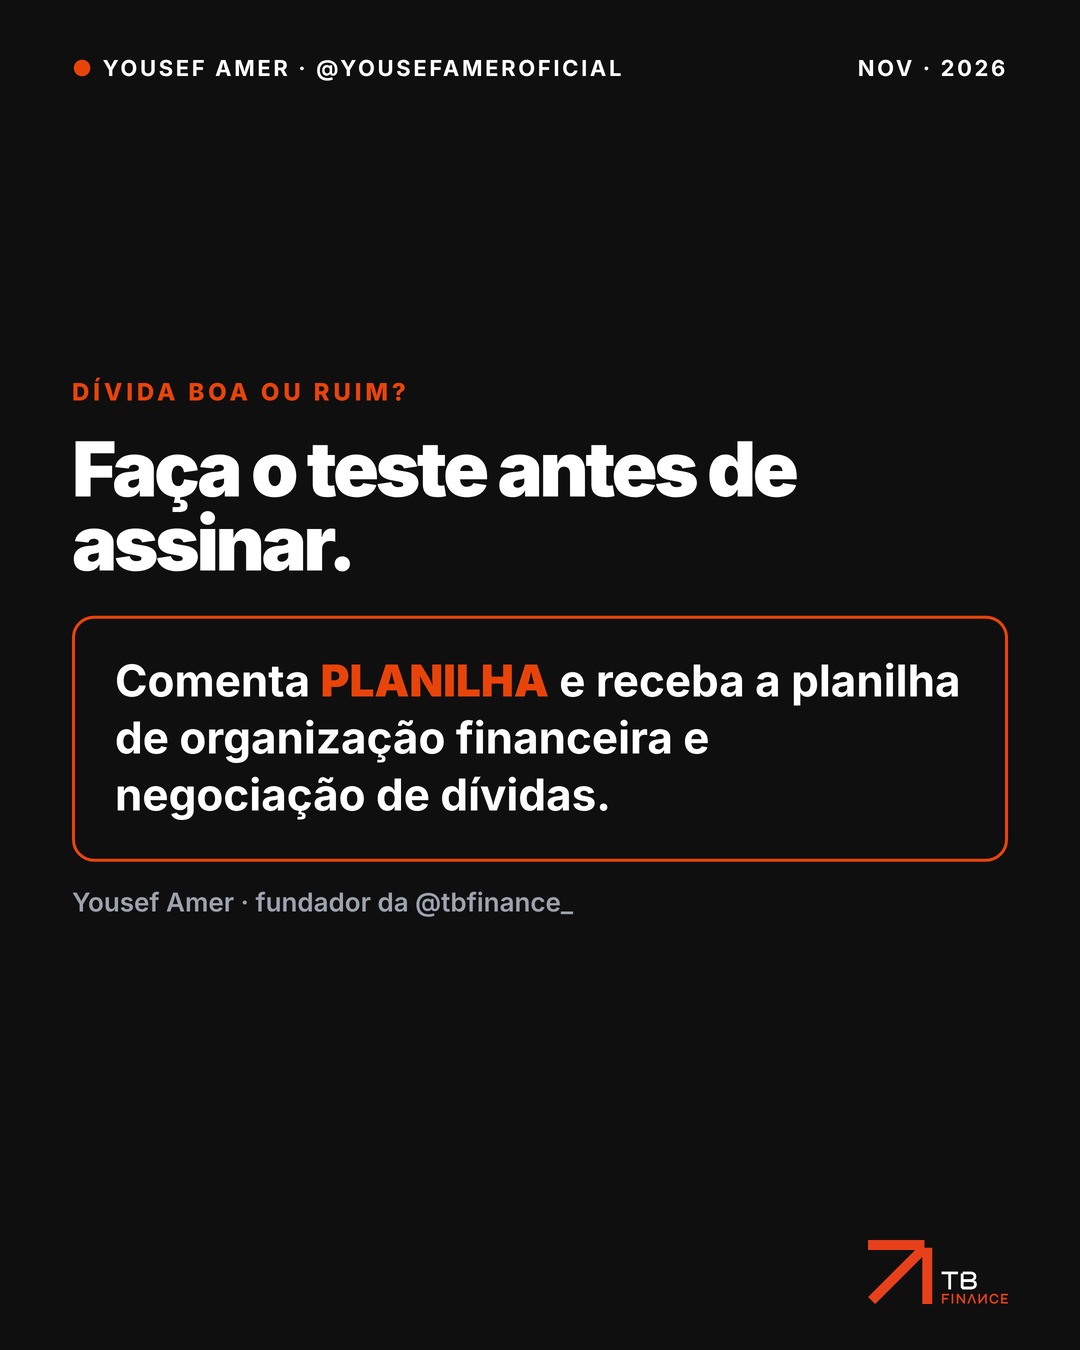 YOUSEF AMER · @YOUSEFAMEROFICIAL
NOV · 2026
DÍVIDA BOA OU RUIM?
Faça o teste antes de
assinar.
Comenta PLANILHA e receba a planilha
de organização financeira e
negociação de dívidas.
Yousef Amer · fundador da @tbfinance_
TB
FINANCE